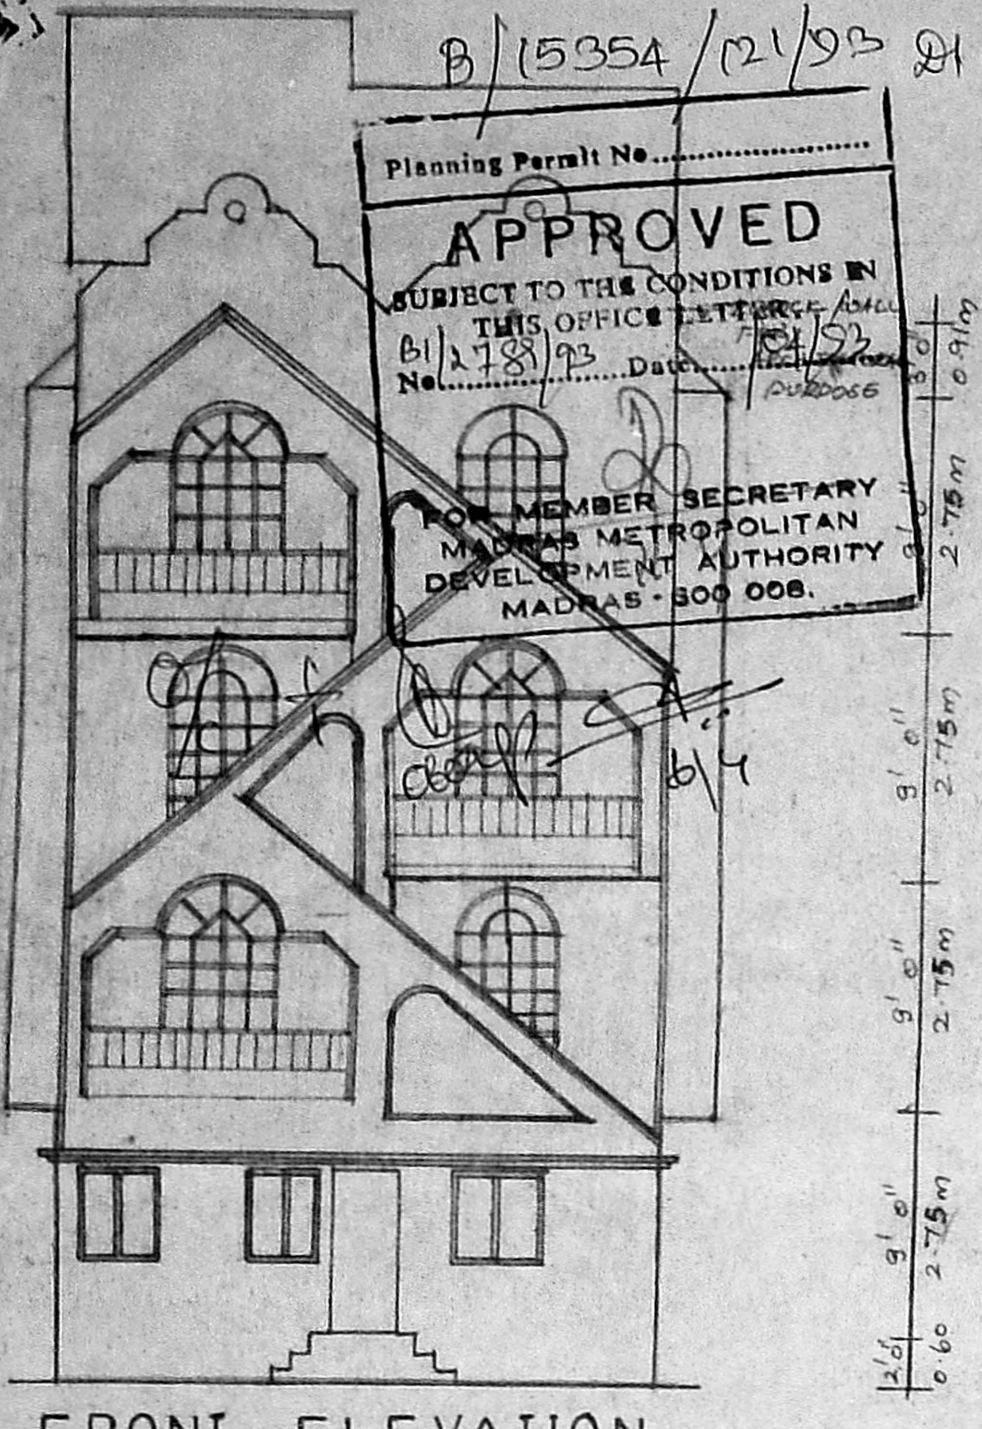 B/15354/121/93 D1
Planning Permit No....................
APPROVED
SUBJECT TO THE CONDITIONS IN
THIS OFFICE LETTER
No. B1/2788/93 Date /04/93
PURPOSE
FOR MEMBER SECRETARY
MADRAS METROPOLITAN
DEVELOPMENT AUTHORITY
MADRAS - 600 008.
6/4
3' 0" 0.91m
9' 0" 2.75m
9' 0" 2.75m
9' 0" 2.75m
9' 0" 2.75m
2' 0" 0.60
FRONT ELEVATION